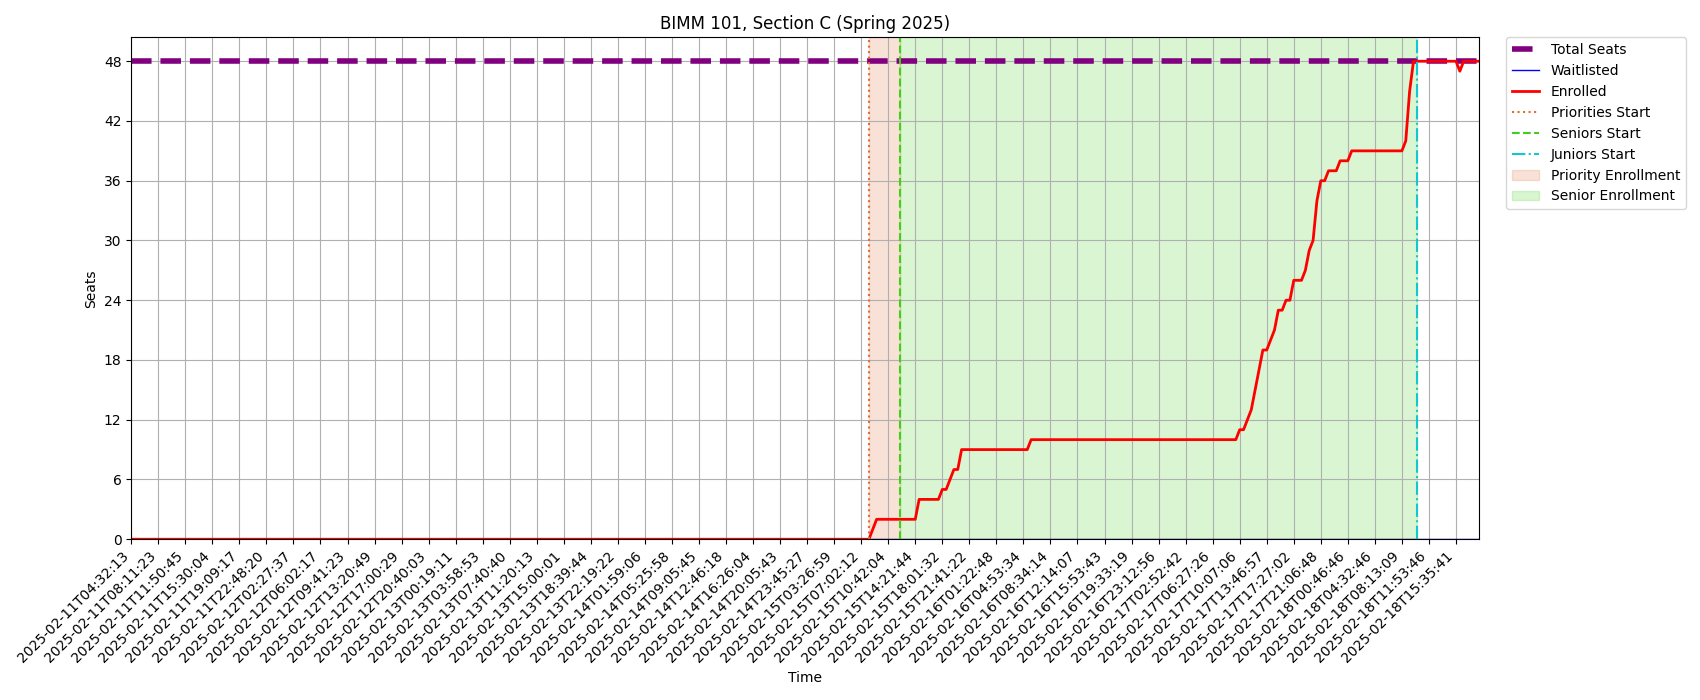 BIMM 101, Section C (Spring 2025)
Total Seats
Waitlisted
Enrolled
Priorities Start
Seniors Start
Juniors Start
Priority Enrollment
Senior Enrollment
Seats
48
42
36
30
24
18
12
6
0
2025-02-11T04:32:13
2025-02-11T08:11:23
2025-02-11T11:50:45
2025-02-11T15:30:04
2025-02-11T19:09:17
2025-02-11T22:48:20
2025-02-12T02:27:37
2025-02-12T06:02:17
2025-02-12T09:41:23
2025-02-12T13:20:49
2025-02-12T17:00:29
2025-02-12T20:40:03
2025-02-13T00:19:11
2025-02-13T03:58:53
2025-02-13T07:40:40
2025-02-13T11:20:13
2025-02-13T15:00:01
2025-02-13T18:39:44
2025-02-13T22:19:22
2025-02-14T01:59:06
2025-02-14T05:25:58
2025-02-14T09:05:45
2025-02-14T12:46:18
2025-02-14T16:26:04
2025-02-14T20:05:43
2025-02-14T23:45:27
2025-02-15T03:26:59
2025-02-15T07:02:12
2025-02-15T10:42:04
2025-02-15T14:21:44
2025-02-15T18:01:32
2025-02-15T21:41:22
2025-02-16T01:22:48
2025-02-16T04:53:34
2025-02-16T08:34:14
2025-02-16T12:14:07
2025-02-16T15:53:43
2025-02-16T19:33:19
2025-02-16T23:12:56
2025-02-17T02:52:42
2025-02-17T06:27:26
2025-02-17T10:07:06
2025-02-17T13:46:57
2025-02-17T17:27:02
2025-02-17T21:06:48
2025-02-18T00:46:46
2025-02-18T04:32:46
2025-02-18T08:13:09
2025-02-18T11:53:46
2025-02-18T15:35:41
Time